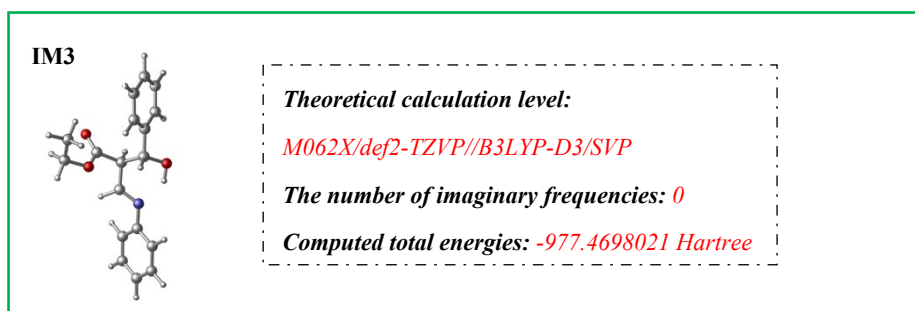 IM3
Theoretical calculation level:
M062X/def2-TZVP//B3LYP-D3/SVP
The number of imaginary frequencies: 0
Computed total energies: -977.4698021 Hartree